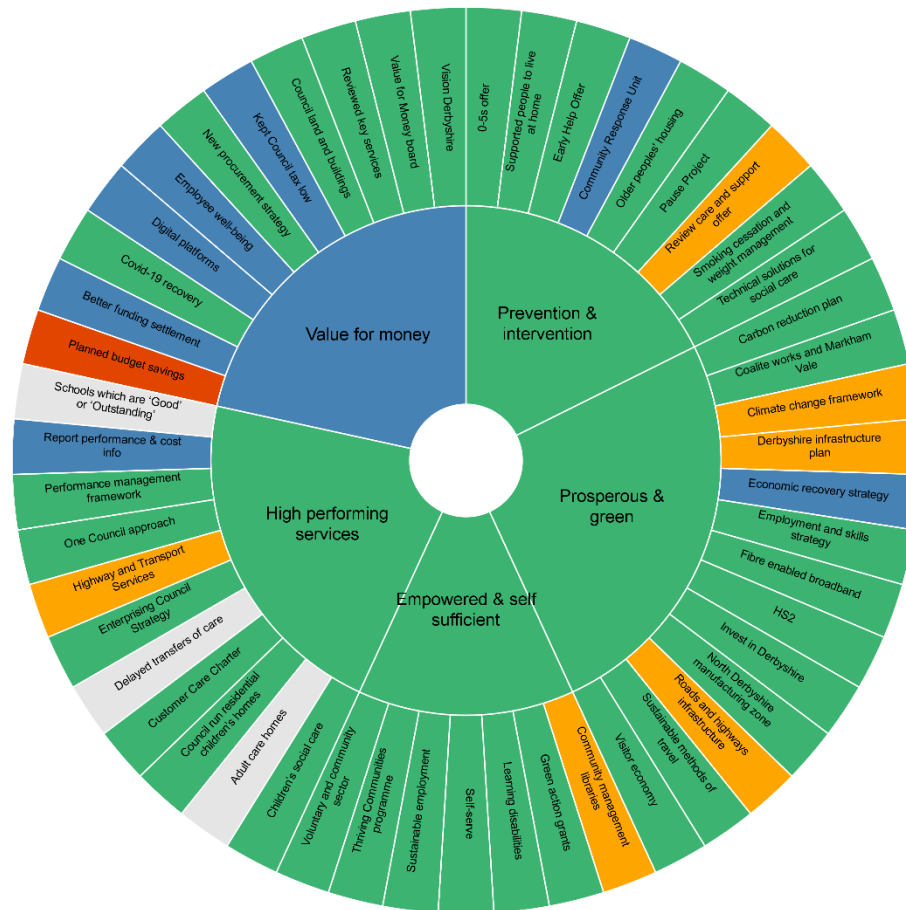 0-5s offer
Supported people to live
at home
Early Help Offer
Community Response Unit
Older peoples' housing
Pause Project
Review care and support
offer
Smoking cessation and
weight management
Technical solutions for
social care
Carbon reduction plan
Coalite works and Markham
Vale
Climate change framework
Derbyshire infrastructure
plan
Economic recovery strategy
Employment and skills
strategy
Fibre enabled broadband
HS2
Invest in Derbyshire
North Derbyshire
manufacturing zone
Roads and highways
infrastructure
Sustainable methods of
travel
Visitor economy
Community management
libraries
Green action grants
Learning disabilities
Self-serve
Sustainable employment
Thriving Communities
programme
Voluntary and community
sector
Children's social care
Adult care homes
Council run residential
children's homes
Customer Care Charter
Delayed transfers of care
Enterprising Council
Strategy
Highway and Transport
Services
One Council approach
Performance management
framework
Report performance & cost
info
Schools which are ‘Good’
or ‘Outstanding’
Planned budget savings
Better funding settlement
Covid-19 recovery
Digital platforms
Employee well-being
New procurement strategy
Kept Council tax low
Council land and buildings
Reviewed key services
Value for Money board
Vision Derbyshire
Value for money
Prevention &
intervention
Prosperous &
green
Empowered & self
sufficient
High performing
services